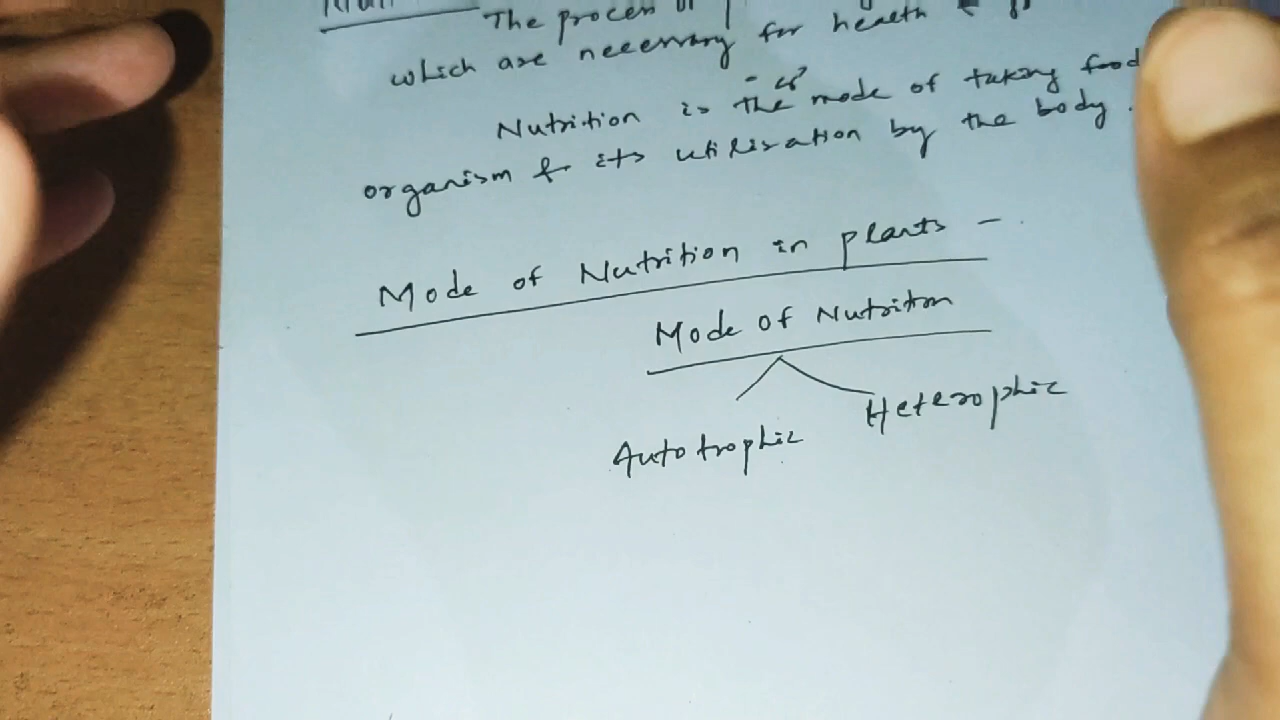 The process of
which are necessary for health &
Nutrition is the mode of taking food
organism & its utilisation by the body.
Mode of Nutrition in plants -
Mode of Nutrition
Autotrophic Heterophic